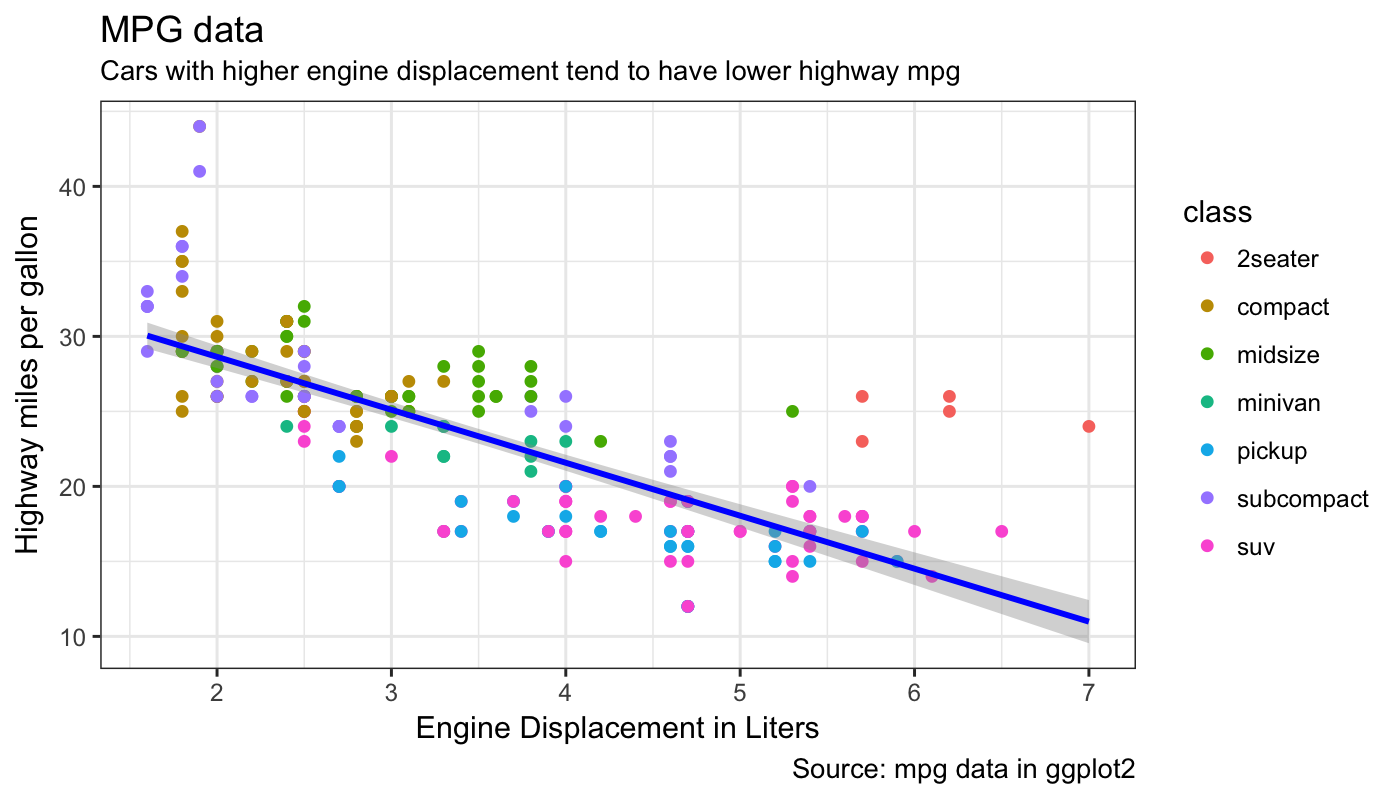 MPG data
Cars with higher engine displacement tend to have lower highway mpg
Highway miles per gallon
40
30
20
10
2 3 4 5 6 7
Engine Displacement in Liters
Source: mpg data in ggplot2
class
2seater
compact
midsize
minivan
pickup
subcompact
suv